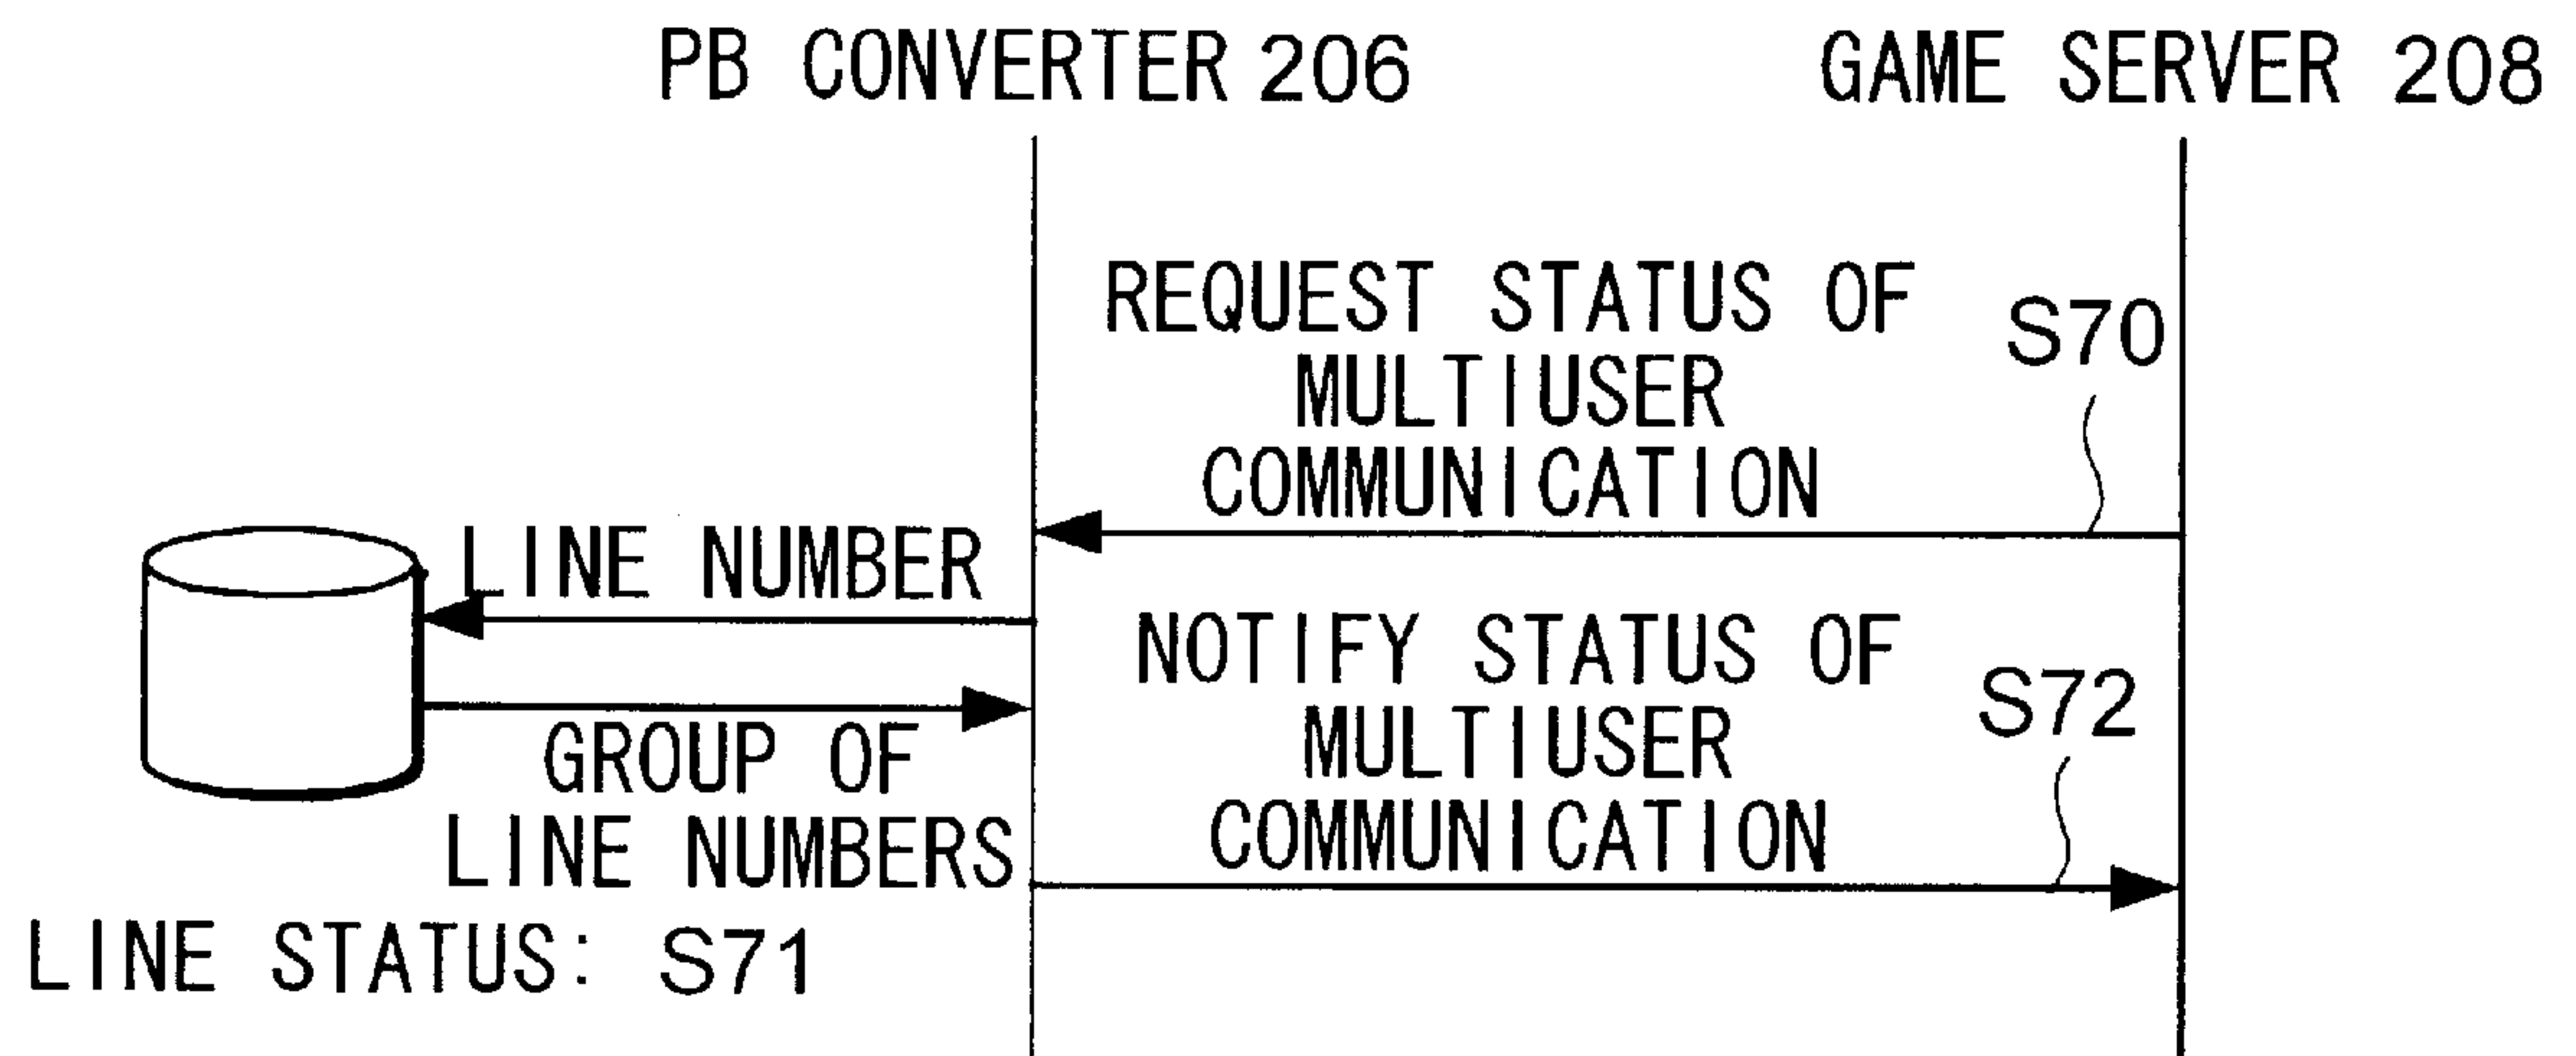 PB CONVERTER 206
GAME SERVER 208
REQUEST STATUS OF
MULTIUSER
COMMUNICATION
S70
LINE NUMBER
GROUP OF
LINE NUMBERS
NOTIFY STATUS OF
MULTIUSER
COMMUNICATION
S72
LINE STATUS: S71